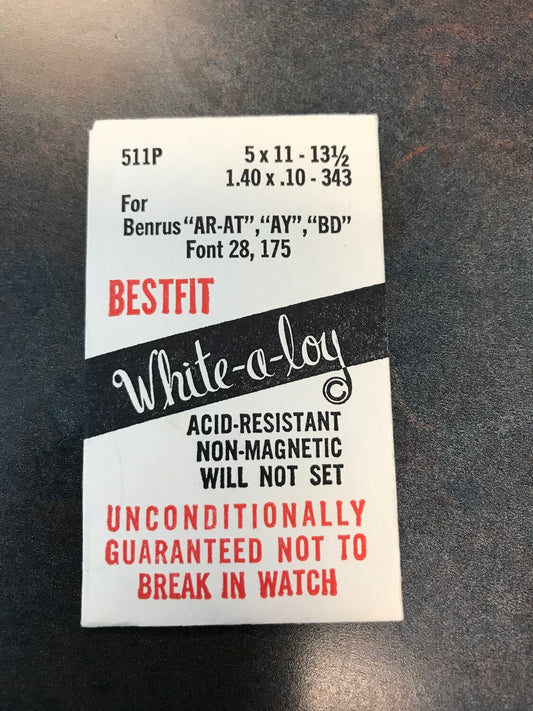 511P 5 x 11 - 13½
1.40 x .10 - 343
For
Benrus "AR-AT", "AY", "BD"
Font 28, 175
BESTFIT
White-a-loy ©
ACID-RESISTANT
NON-MAGNETIC
WILL NOT SET
UNCONDITIONALLY
GUARANTEED NOT TO
BREAK IN WATCH